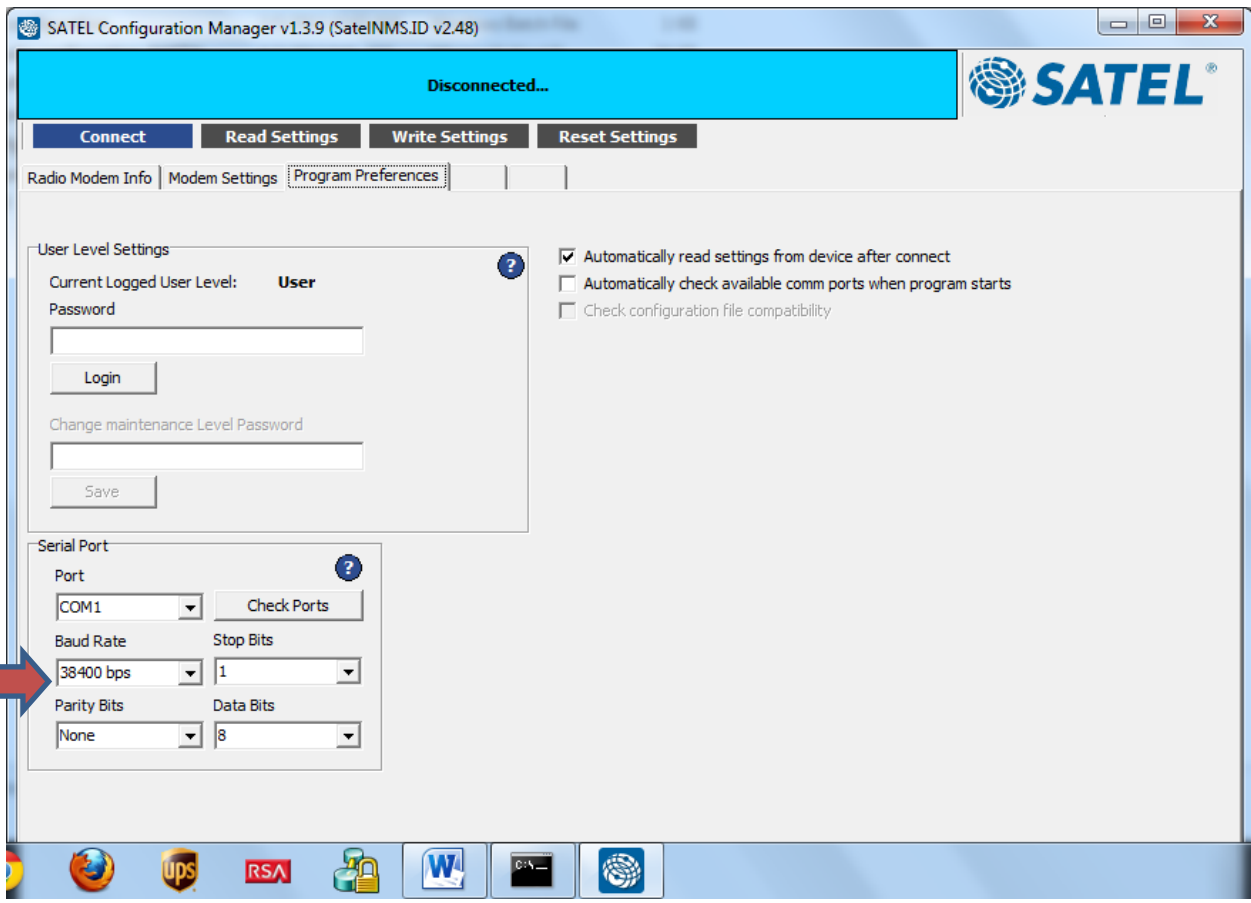 SATEL Configuration Manager v1.3.9 (SatelNMS.ID v2.48)
Disconnected...
SATEL®
Connect Read Settings Write Settings Reset Settings
Radio Modem Info Modem Settings Program Preferences
User Level Settings
?
Current Logged User Level: User
Password
Login
Change maintenance Level Password
Save
Automatically read settings from device after connect
Automatically check available comm ports when program starts
Check configuration file compatibility
Serial Port
?
Port
COM1 Check Ports
Baud Rate Stop Bits
38400 bps 1
Parity Bits Data Bits
None 8
ups RSA W C:\_